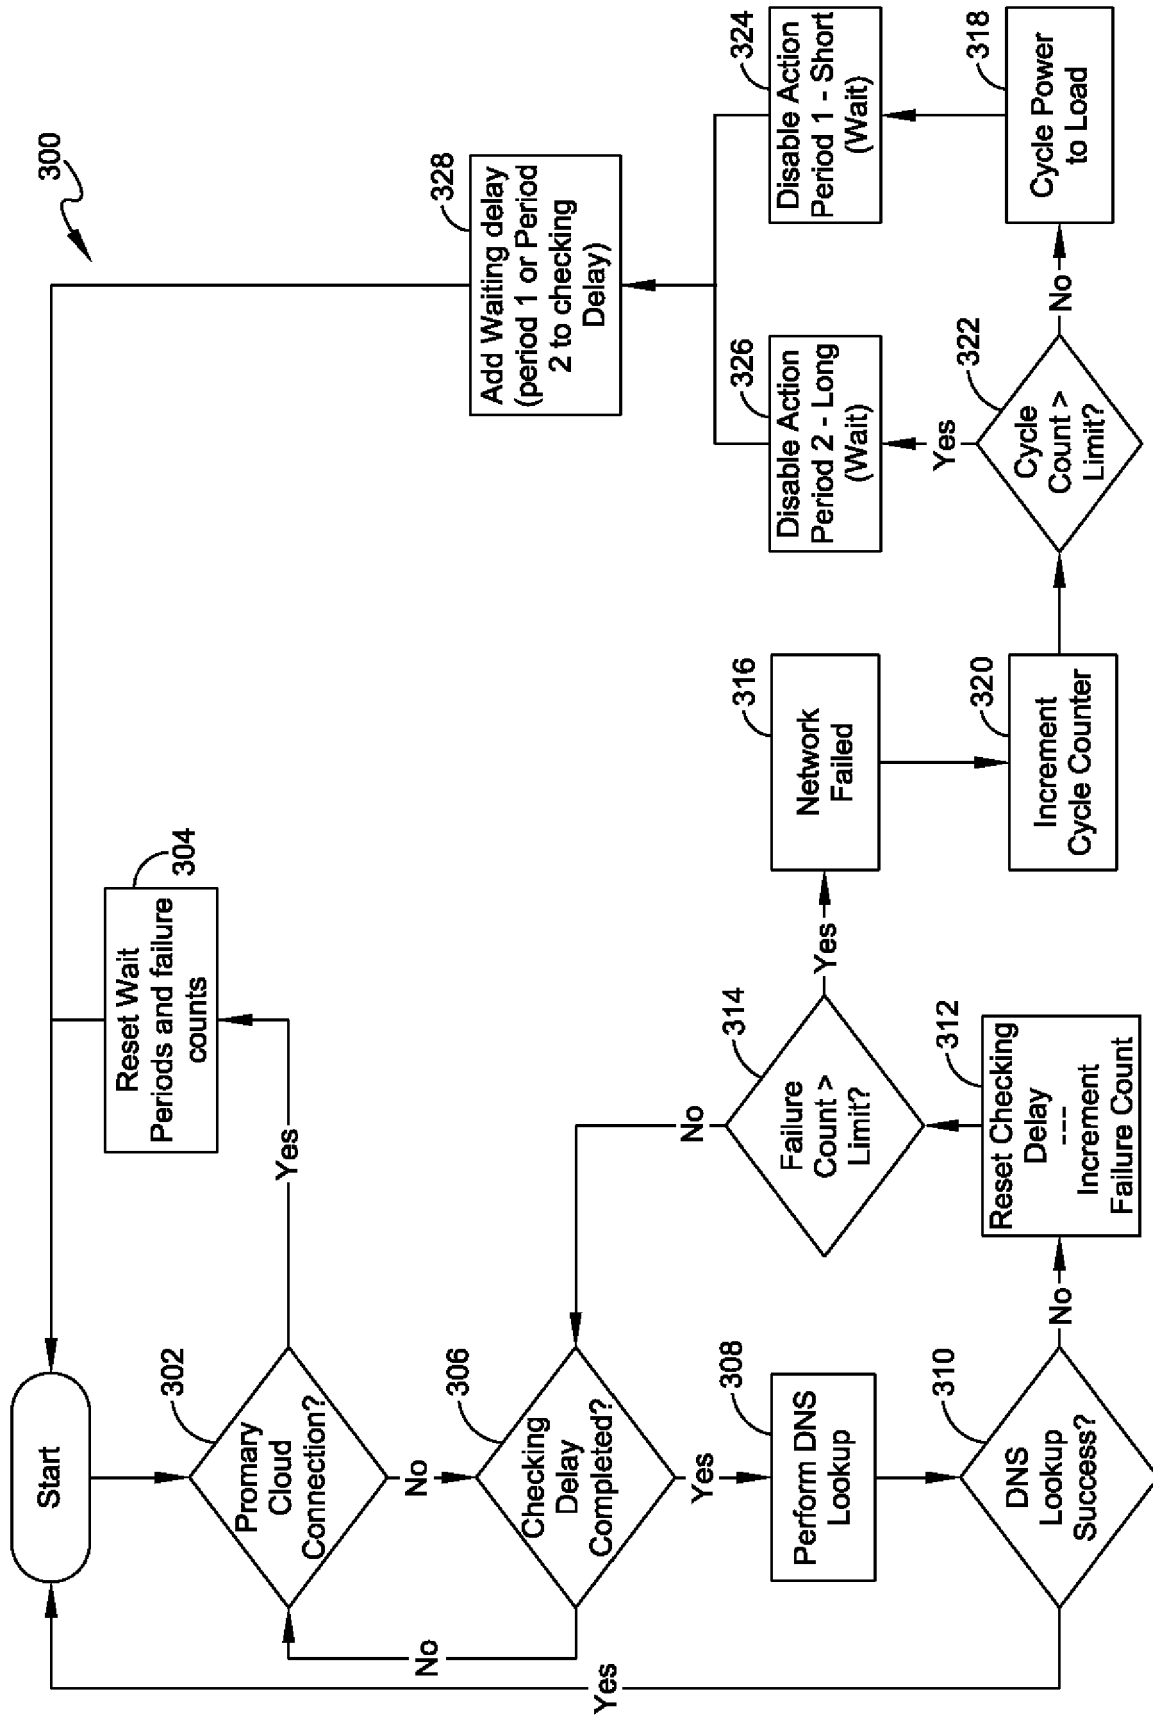 300
Start
Promary
Cloud
Connection?
302
Yes
Reset Wait
Periods and failure
counts
304
No
Checking
Delay
Completed?
306
No
Yes
Perform DNS
Lookup
308
DNS
Lookup
Success?
310
Yes
No
Reset Checking
Delay
---
Increment
Failure Count
312
Failure
Count >
Limit?
314
No
Yes
Network
Failed
316
Increment
Cycle Counter
320
Cycle
Count >
Limit?
322
Yes
No
Cycle Power
to Load
318
Disable Action
Period 2 - Long
(Wait)
326
Disable Action
Period 1 - Short
(Wait)
324
Add Waiting delay
(period 1 or Period
2 to checking
Delay)
328